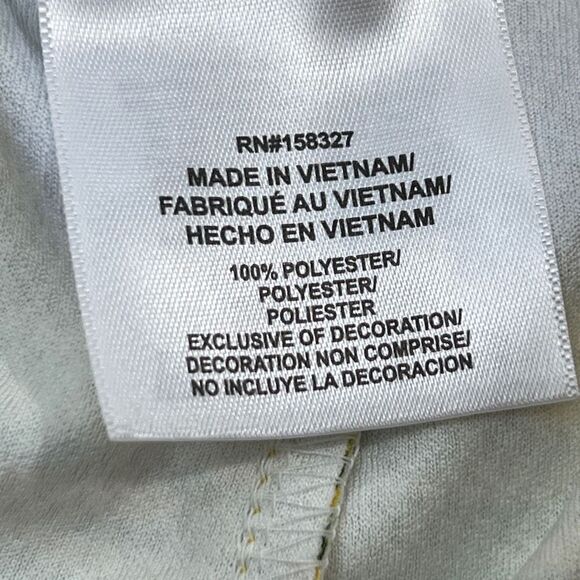 RN#158327
MADE IN VIETNAM/
FABRIQUÉ AU VIETNAM/
HECHO EN VIETNAM
100% POLYESTER/
POLYESTER/
POLIESTER
EXCLUSIVE OF DECORATION/
DECORATION NON COMPRISE/
NO INCLUYE LA DECORACION